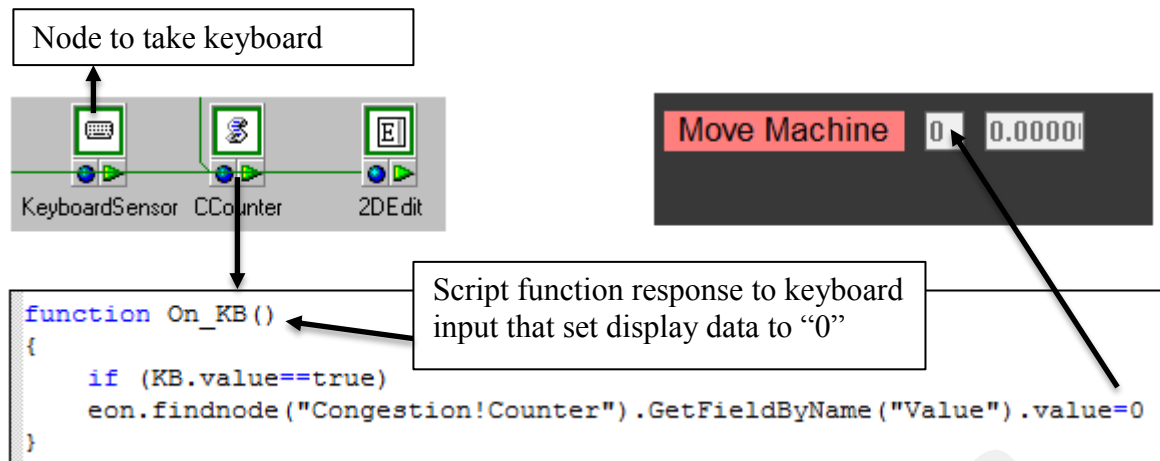 Node to take keyboard
E
KeyboardSensor CCounter 2DEdit
Move Machine 0 0.0000
Script function response to keyboard
input that set display data to “0”
function On_KB()
{
if (KB.value==true)
eon.findnode("Congestion!Counter").GetFieldByName("Value").value=0
}